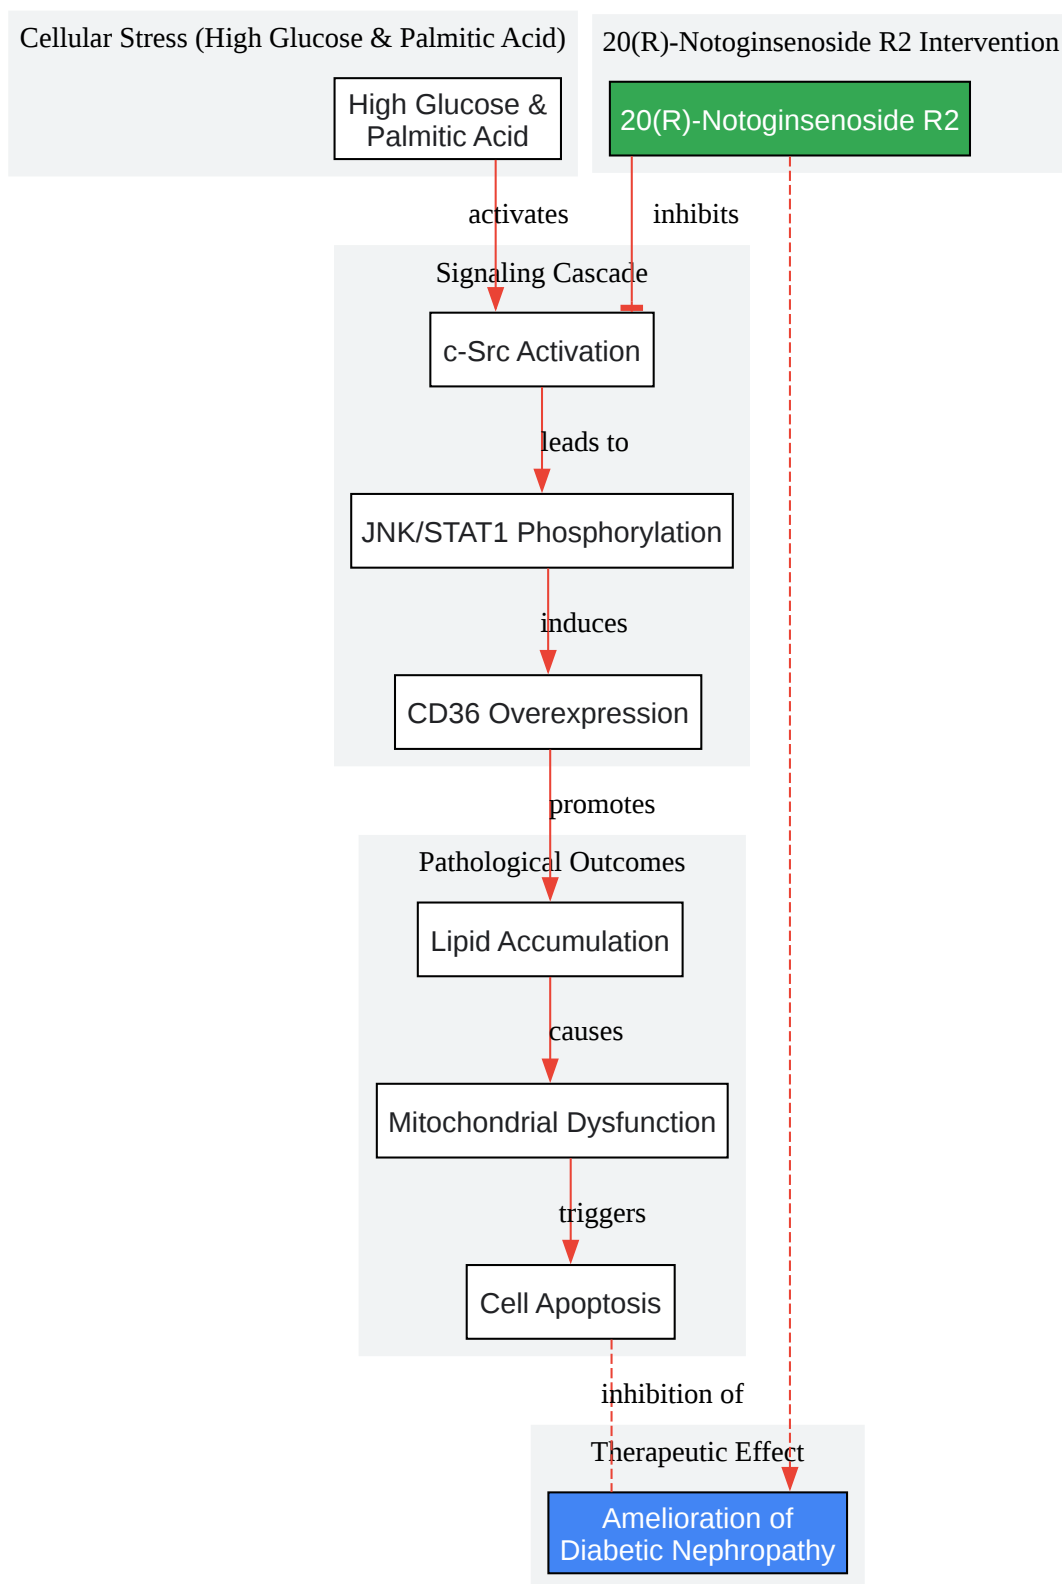 Cellular Stress (High Glucose & Palmitic Acid)
20(R)-Notoginsenoside R2 Intervention
High Glucose &
Palmitic Acid
20(R)-Notoginsenoside R2
activates
inhibits
Signaling Cascade
c-Src Activation
leads to
JNK/STAT1 Phosphorylation
induces
CD36 Overexpression
promotes
Pathological Outcomes
Lipid Accumulation
causes
Mitochondrial Dysfunction
triggers
Cell Apoptosis
inhibition of
Therapeutic Effect
Amelioration of
Diabetic Nephropathy